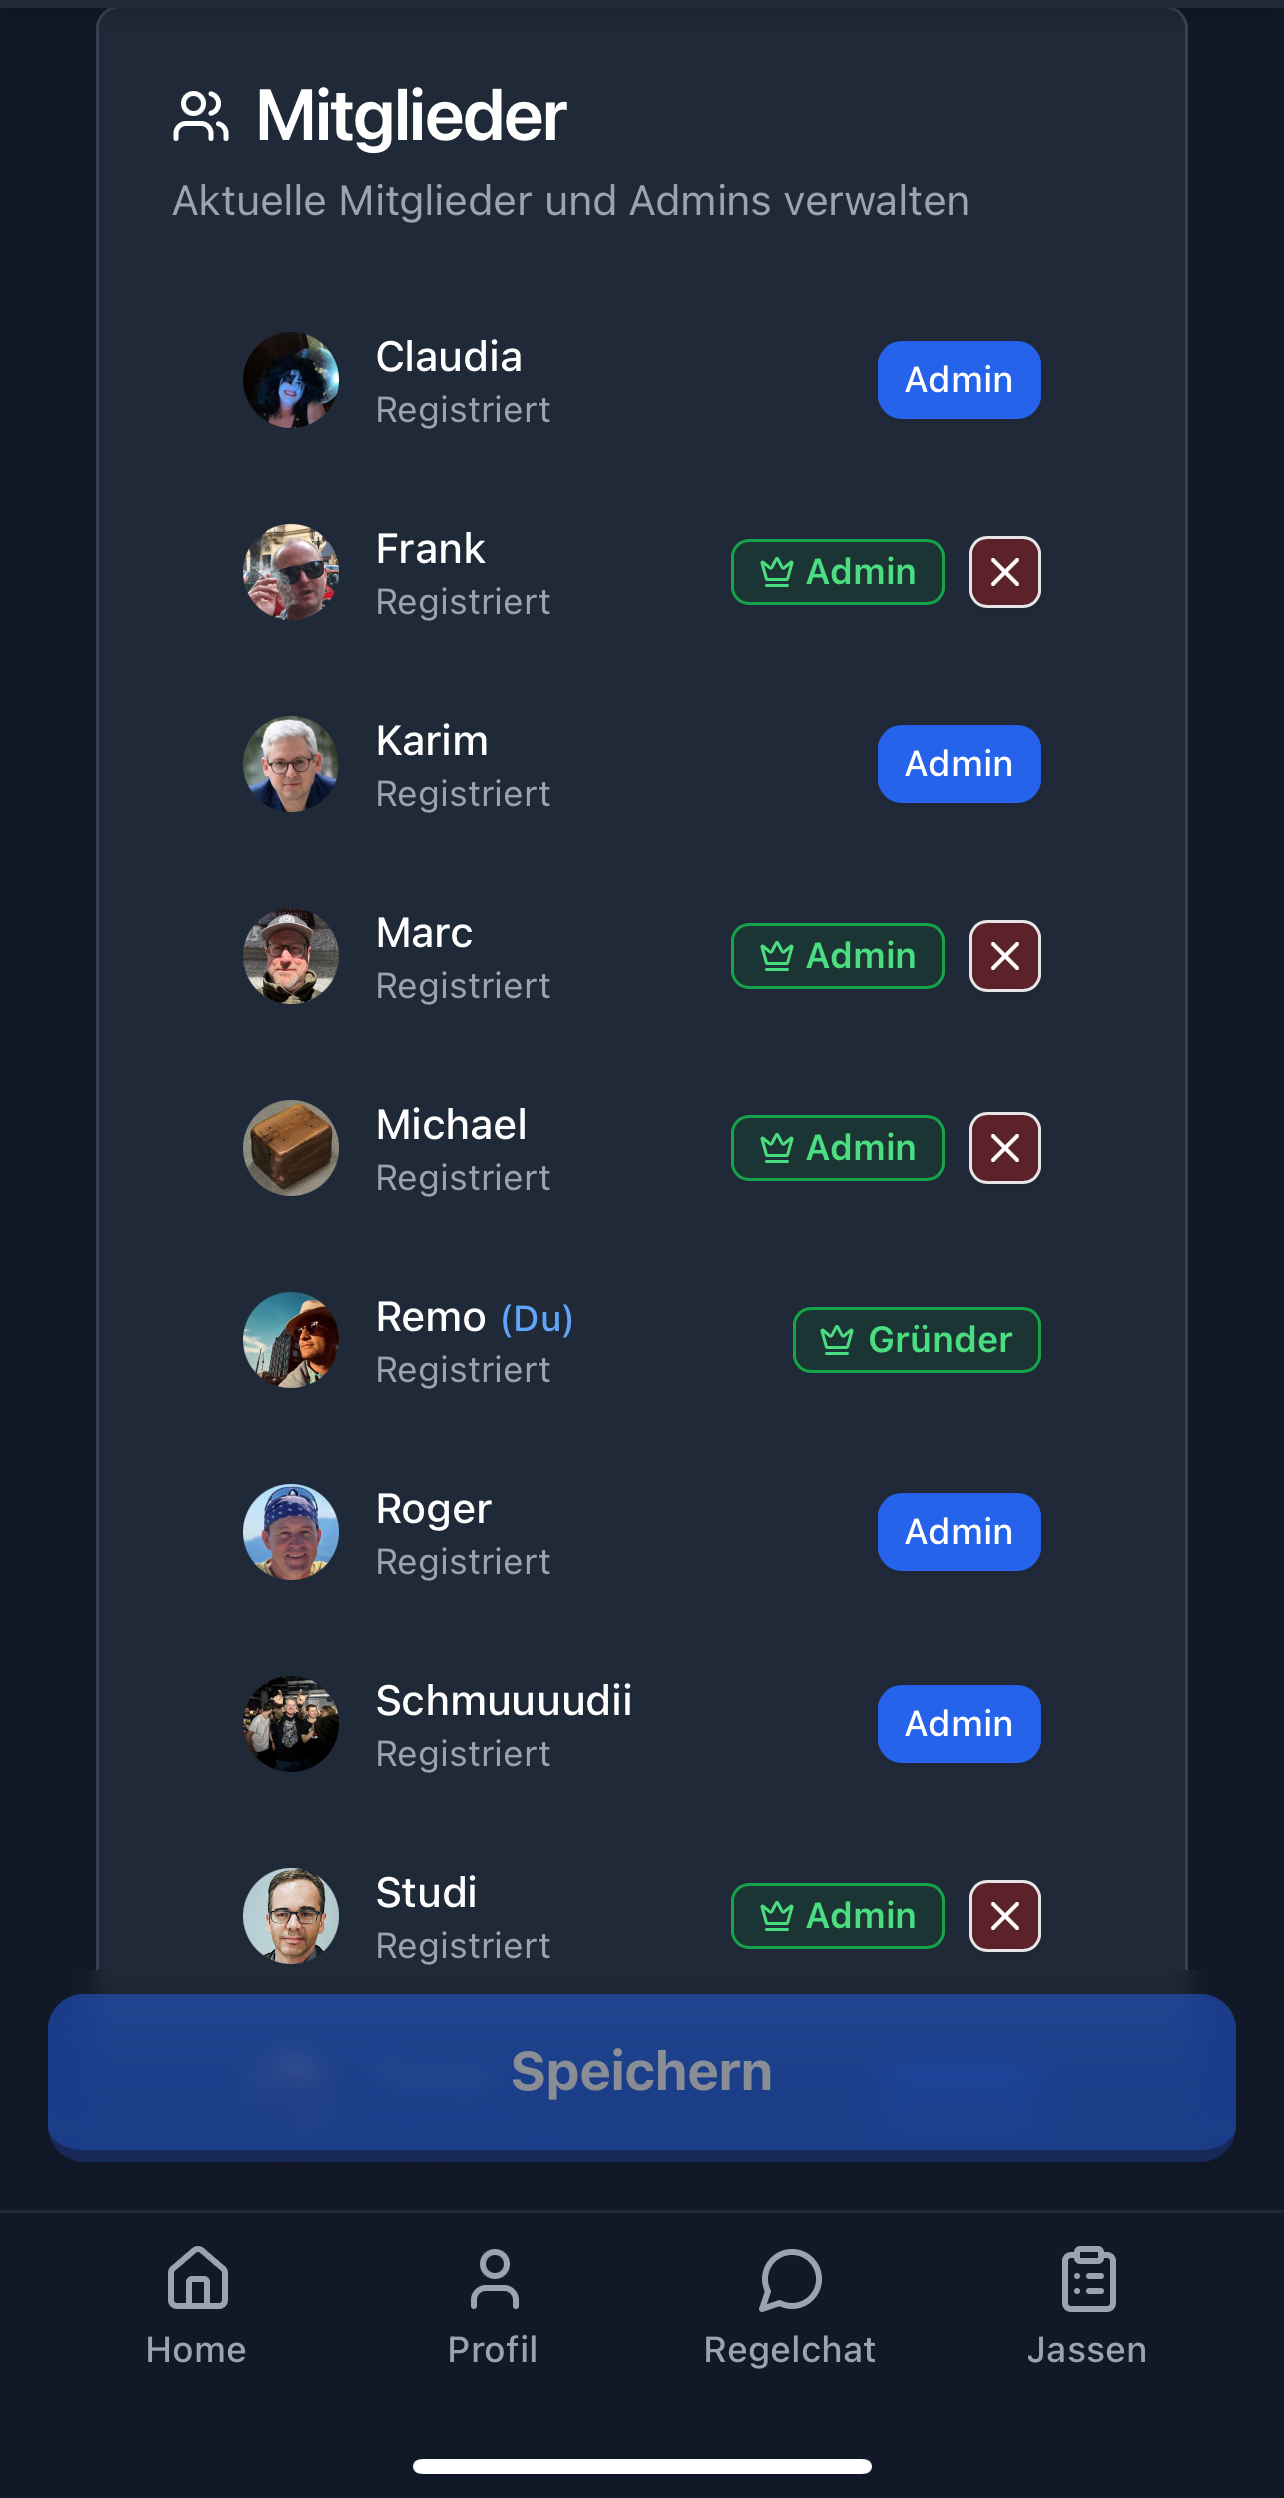 Mitglieder
Aktuelle Mitglieder und Admins verwalten
Claudia
Registriert
Admin
Frank
Registriert
Admin
Karim
Registriert
Admin
Marc
Registriert
Admin
Michael
Registriert
Admin
Remo (Du)
Registriert
Gründer
Roger
Registriert
Admin
Schmuuuudii
Registriert
Admin
Studi
Registriert
Admin
Speichern
Home
Profil
Regelchat
Jassen